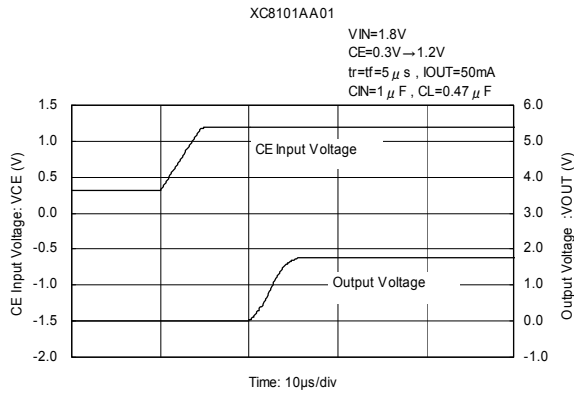 XC8101AA01
VIN=1.8V
CE=0.3V→1.2V
tr=tf=5μs , IOUT=50mA
CIN=1μF , CL=0.47μF
CE Input Voltage: VCE (V)
1.5
1.0
0.5
0.0
-0.5
-1.0
-1.5
-2.0
CE Input Voltage
Output Voltage
6.0
5.0
4.0
3.0
2.0
1.0
0.0
-1.0
Output Voltage :VOUT (V)
Time: 10μs/div